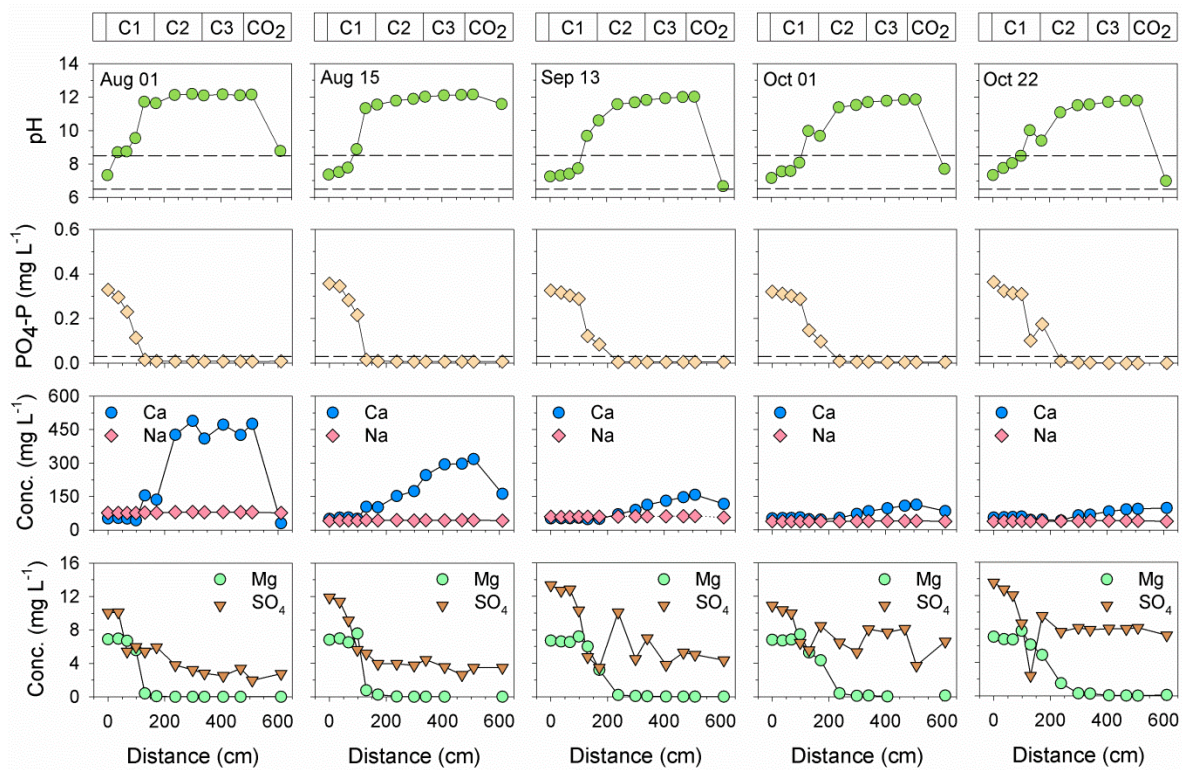 C1 C2 C3 CO2 C1 C2 C3 CO2 C1 C2 C3 CO2 C1 C2 C3 CO2 C1 C2 C3 CO2
14 Aug 01 Aug 15 Sep 13 Oct 01 Oct 22
12
10
8
6
pH
0.6
0.4
0.2
0.0
PO4-P (mg L-1)
600
450
300
150
0
Conc. (mg L-1)
Ca Ca Ca Ca Ca
Na Na Na Na Na
16
12
8
4
0
Conc. (mg L-1)
Mg Mg Mg Mg Mg
SO4 SO4 SO4 SO4 SO4
0 200 400 600 0 200 400 600 0 200 400 600 0 200 400 600 0 200 400 600
Distance (cm) Distance (cm) Distance (cm) Distance (cm) Distance (cm)